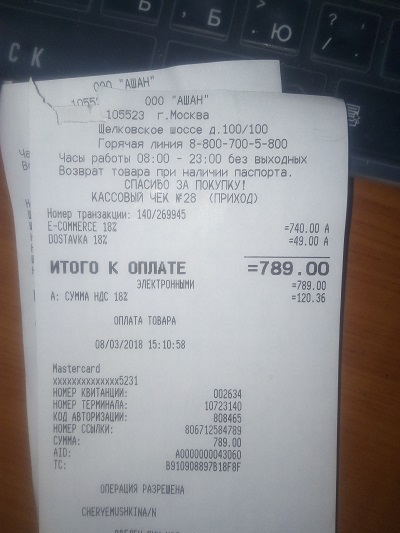 К
Б
Ю
ООО "АШАН"
1055
ООО "АШАН"
105523 г.Москва
Щелковское шоссе д.100/100
Горячая линия 8-800-700-5-800
Часы работы 08:00 - 23:00 без выходных
Возврат товара при наличии паспорта.
СПАСИБО ЗА ПОКУПКУ!
КАССОВЫЙ ЧЕК №28 (ПРИХОД)
Номер транзакции: 140/269945
E-COMMERCE 18% =740.00 А
DOSTAVKA 18% =49.00 А
ИТОГО К ОПЛАТЕ =789.00
ЭЛЕКТРОННЫМИ =789.00
А: СУММА НДС 18% =120.36
ОПЛАТА ТОВАРА
08/03/2018 15:10:58
Mastercard
xxxxxxxxxxxxx5231
НОМЕР КВИТАНЦИИ: 002634
НОМЕР ТЕРМИНАЛА: 10723140
КОД АВТОРИЗАЦИИ: 808465
НОМЕР ССЫЛКИ: 806712584789
СУММА: 789.00
AID: A0000000043060
TC: B910908897B18F8F
ОПЕРАЦИЯ РАЗРЕШЕНА
CHERYEMUSHKINA/N